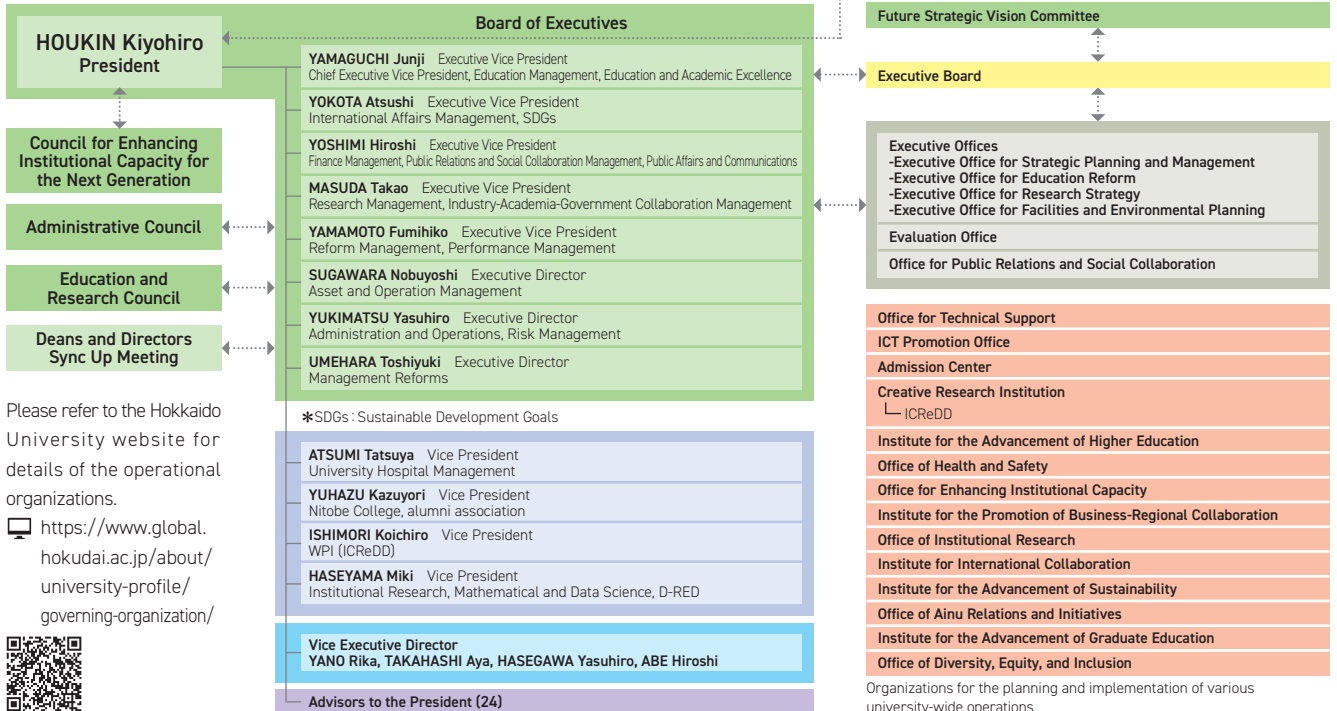 Board of Executives
HOUKIN Kiyohiro
President
YAMAGUCHI Junji Executive Vice President
Chief Executive Vice President, Education Management, Education and Academic Excellence
YOKOTA Atsushi Executive Vice President
International Affairs Management, SDGs
YOSHIMI Hiroshi Executive Vice President
Finance Management, Public Relations and Social Collaboration Management, Public Affairs and Communications
MASUDA Takao Executive Vice President
Research Management, Industry-Academia-Government Collaboration Management
YAMAMOTO Fumihiko Executive Vice President
Reform Management, Performance Management
SUGAWARA Nobuyoshi Executive Director
Asset and Operation Management
YUKIMATSU Yasuhiro Executive Director
Administration and Operations, Risk Management
UMEHARA Toshiyuki Executive Director
Management Reforms
Council for Enhancing
Institutional Capacity for
the Next Generation
Administrative Council
Education and
Research Council
Deans and Directors
Sync Up Meeting
Please refer to the Hokkaido
University website for
details of the operational
organizations.
https://www.global.
hokudai.ac.jp/about/
university-profile/
governing-organization/
*SDGs : Sustainable Development Goals
ATSUMI Tatsuya Vice President
University Hospital Management
YUHAZU Kazuyori Vice President
Nitobe College, alumni association
ISHIMORI Koichiro Vice President
WPI (ICReDD)
HASEYAMA Miki Vice President
Institutional Research, Mathematical and Data Science, D-RED
Vice Executive Director
YANO Rika, TAKAHASHI Aya, HASEGAWA Yasuhiro, ABE Hiroshi
Advisors to the President (24)
Future Strategic Vision Committee
Executive Board
Executive Offices
-Executive Office for Strategic Planning and Management
-Executive Office for Education Reform
-Executive Office for Research Strategy
-Executive Office for Facilities and Environmental Planning
Evaluation Office
Office for Public Relations and Social Collaboration
Office for Technical Support
ICT Promotion Office
Admission Center
Creative Research Institution
ICReDD
Institute for the Advancement of Higher Education
Office of Health and Safety
Office for Enhancing Institutional Capacity
Institute for the Promotion of Business-Regional Collaboration
Office of Institutional Research
Institute for International Collaboration
Institute for the Advancement of Sustainability
Office of Ainu Relations and Initiatives
Institute for the Advancement of Graduate Education
Office of Diversity, Equity, and Inclusion
Organizations for the planning and implementation of various
university-wide operations